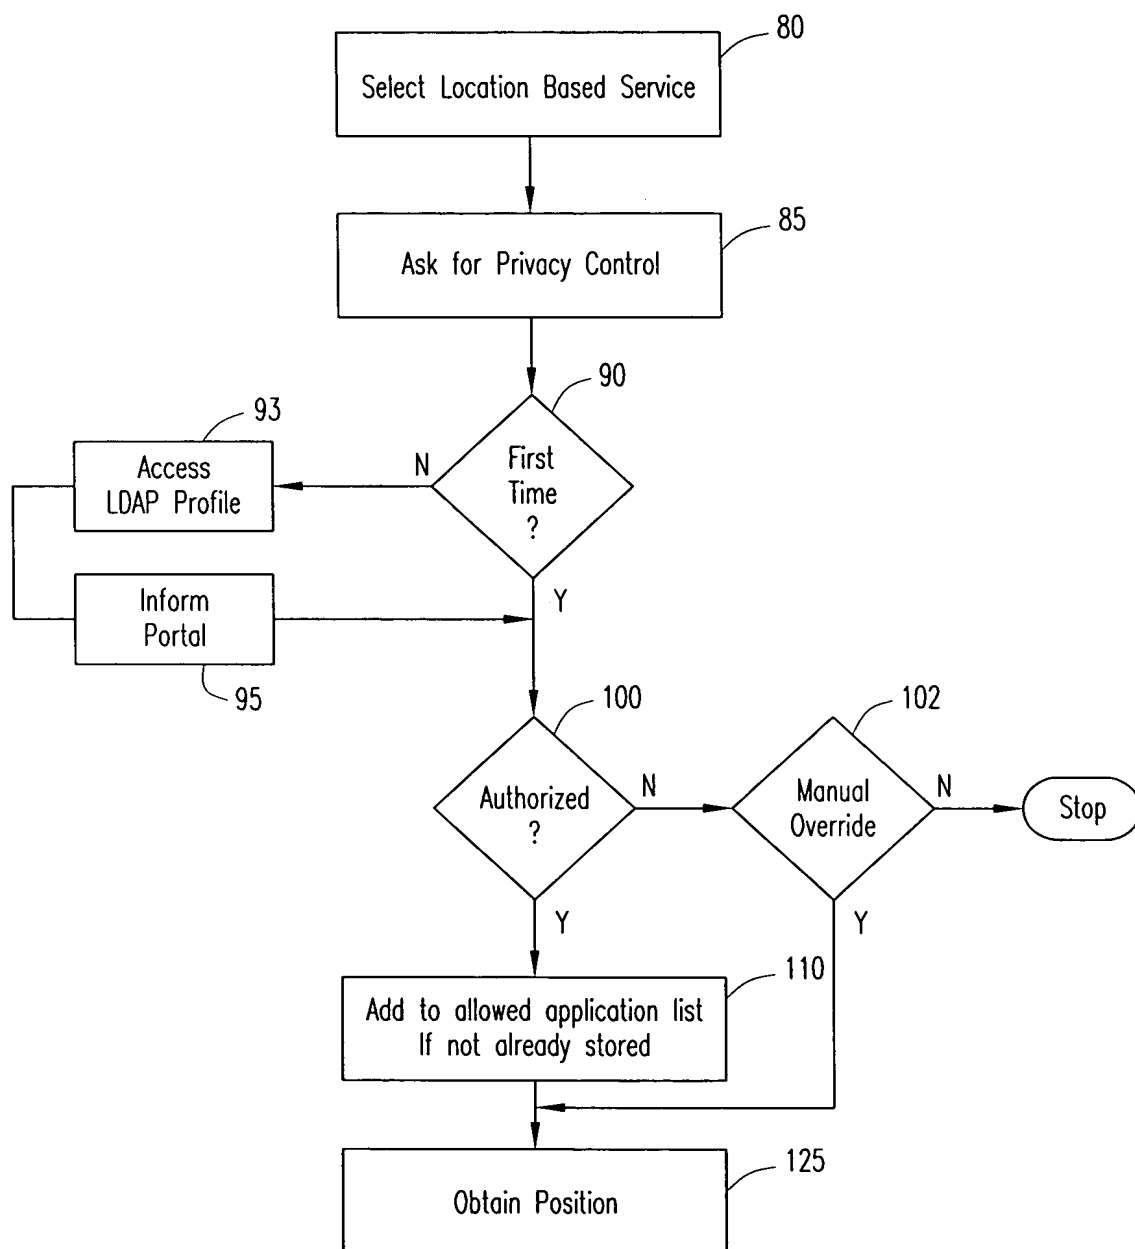 80
Select Location Based Service
85
Ask for Privacy Control
90
First
Time
?
N
93
Access
LDAP Profile
Y
Inform
Portal
95
100
Authorized
?
N
102
Manual
Override
N
Stop
Y
Y
110
Add to allowed application list
If not already stored
125
Obtain Position